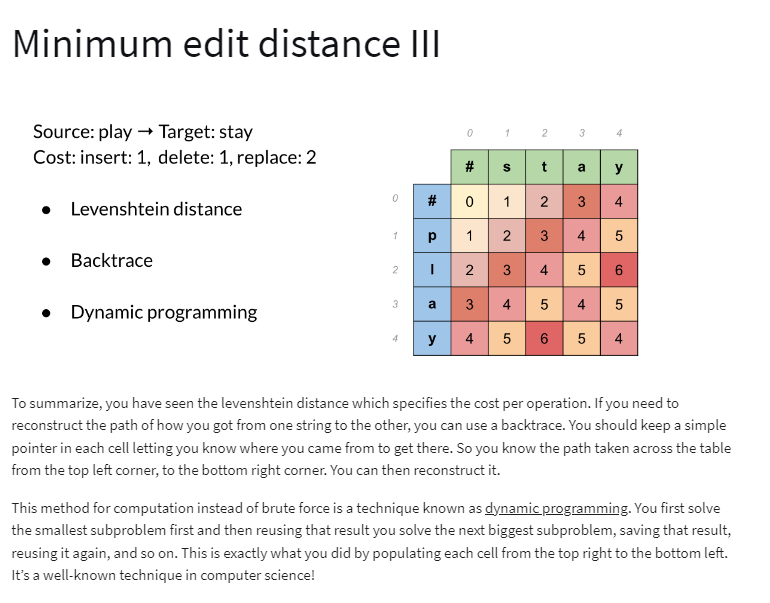 Minimum edit distance III
Source: play → Target: stay
Cost: insert: 1, delete: 1, replace: 2
● Levenshtein distance
● Backtrace
● Dynamic programming
0 1 2 3 4
# s t a y
0 # 0 1 2 3 4
1 p 1 2 3 4 5
2 l 2 3 4 5 6
3 a 3 4 5 4 5
4 y 4 5 6 5 4
To summarize, you have seen the levenshtein distance which specifies the cost per operation. If you need to
reconstruct the path of how you got from one string to the other, you can use a backtrace. You should keep a simple
pointer in each cell letting you know where you came from to get there. So you know the path taken across the table
from the top left corner, to the bottom right corner. You can then reconstruct it.
This method for computation instead of brute force is a technique known as dynamic programming. You first solve
the smallest subproblem first and then reusing that result you solve the next biggest subproblem, saving that result,
reusing it again, and so on. This is exactly what you did by populating each cell from the top right to the bottom left.
It's a well-known technique in computer science!